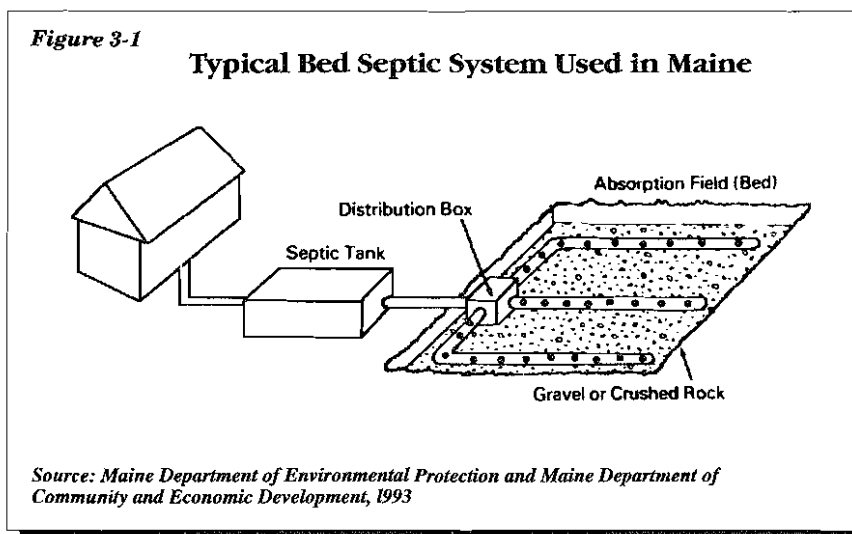 Figure 3-1
Typical Bed Septic System Used in Maine
Absorption Field (Bed)
Distribution Box
Septic Tank
Gravel or Crushed Rock
Source: Maine Department of Environmental Protection and Maine Department of
Community and Economic Development, 1993